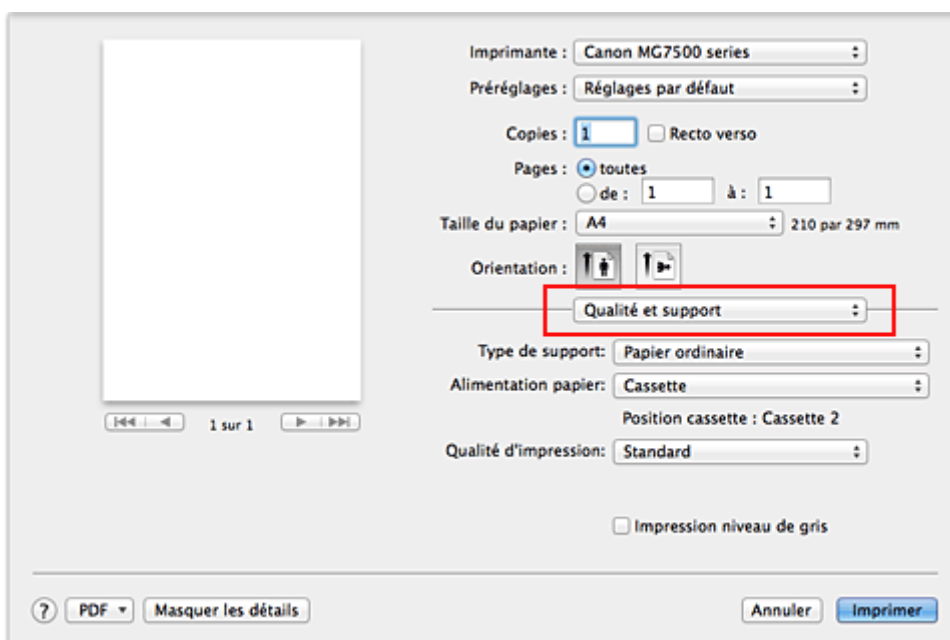 Imprimante : Canon MG7500 series
Préréglages : Réglages par défaut
Copies : 1 Recto verso
Pages : toutes
de : 1 à : 1
Taille du papier : A4 210 par 297 mm
Orientation :
Qualité et support
Type de support: Papier ordinaire
Alimentation papier: Cassette
Position cassette : Cassette 2
1 sur 1
Qualité d'impression: Standard
Impression niveau de gris
? PDF Masquer les détails Annuler Imprimer